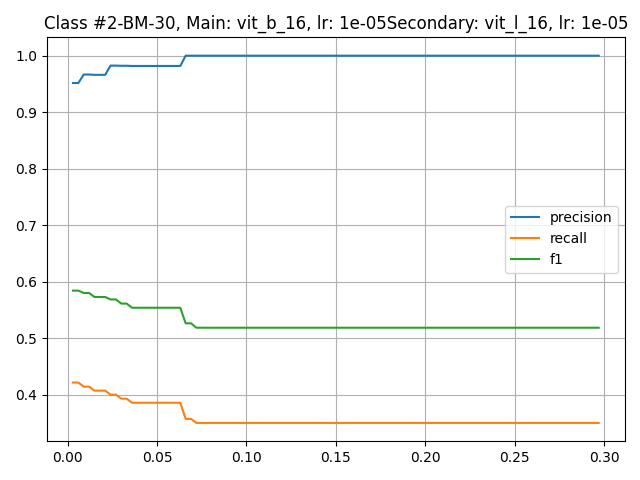 Class #2-BM-30, Main: vit_b_16, lr: 1e-05Secondary: vit_l_16, lr: 1e-05
1.0
0.9
0.8
0.7
0.6
0.5
0.4
precision
recall
f1
0.00 0.05 0.10 0.15 0.20 0.25 0.30